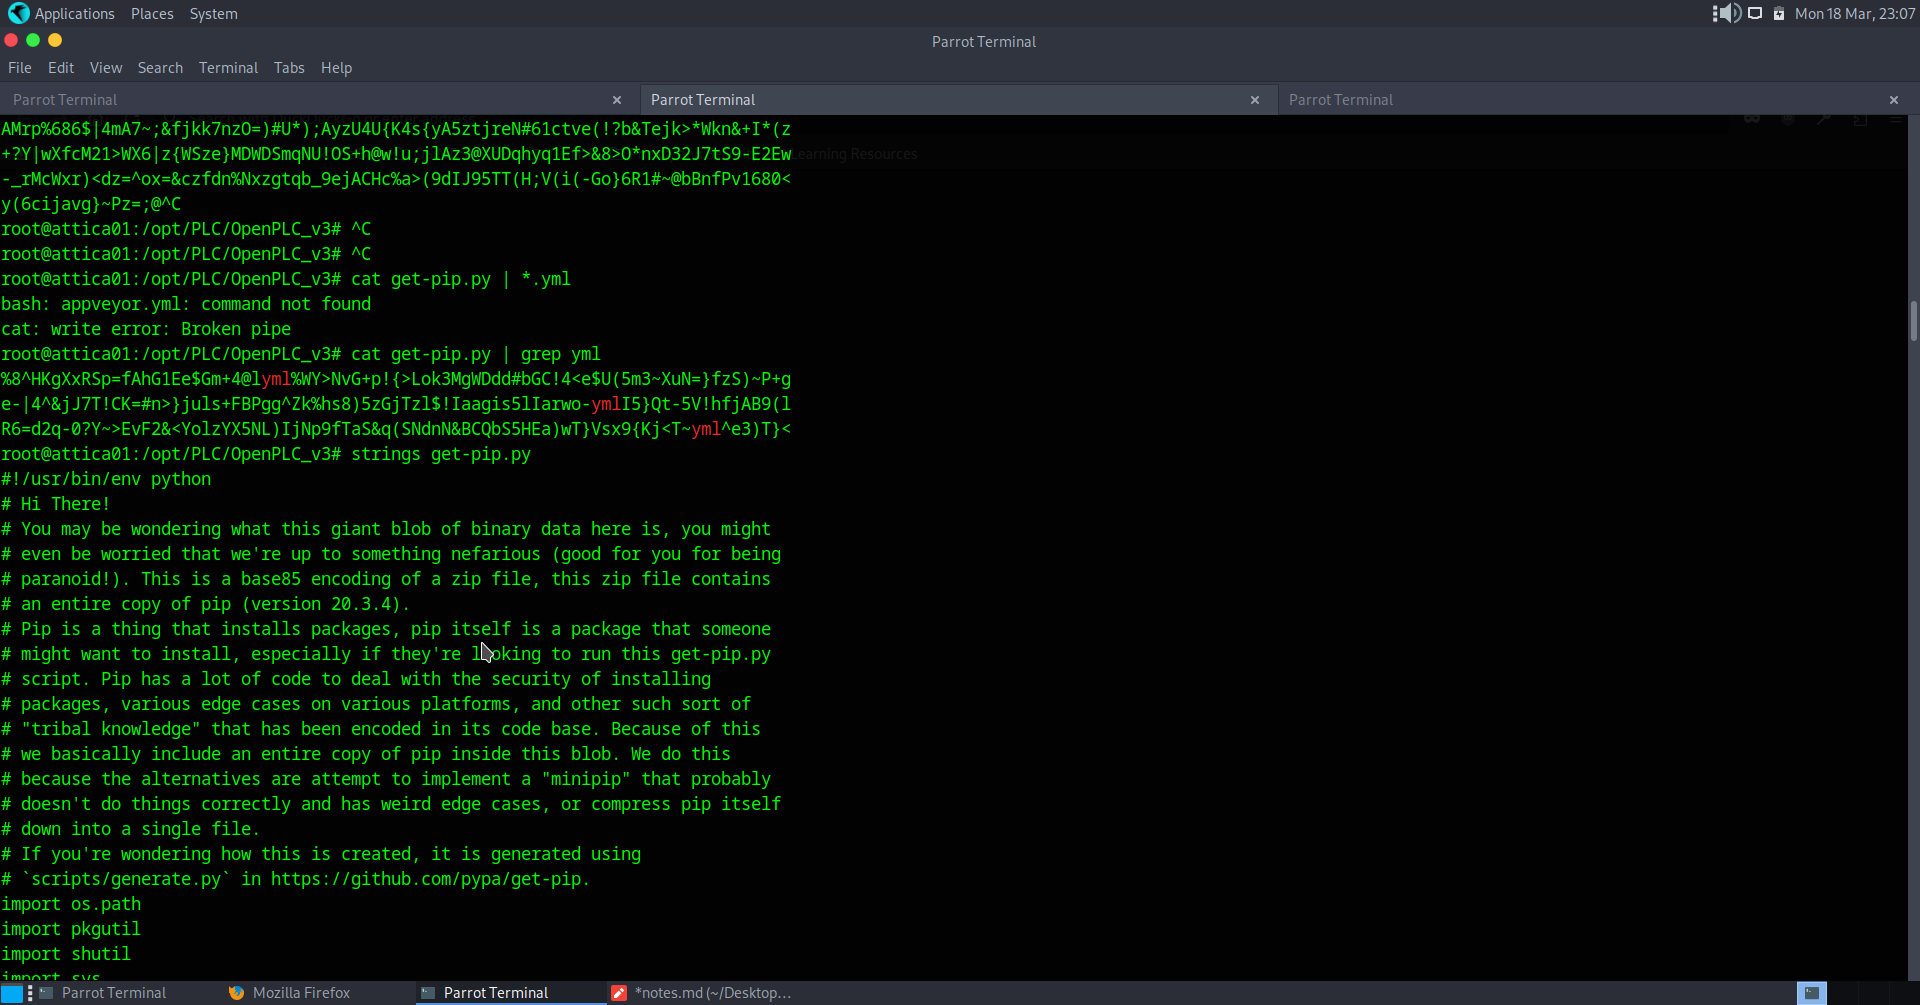 Applications Places System
Mon 18 Mar, 23:07
Parrot Terminal
File Edit View Search Terminal Tabs Help
Parrot Terminal × Parrot Terminal × Parrot Terminal ×
AMrp%686$|4mA7~;&fjkk7nzO=)#U*);AyzU4U{K4s{yA5ztjreN#61ctve(!?b&Tejk>*Wkn&+I*(z
+?Y|wXfcM21>WX6|z{WSze}MDWDSmqNU!OS+h@w!u;jlAz3@XUDqhyq1Ef>&8>O*nxD32J7tS9-E2Ew
Learning Resources
-_rMcWxr)<dz=^ox=&czfdn%Nxzgtqb_9ejACHc%a>(9dIJ95TT(H;V(i(-Go}6R1#~@bBnfPv1680<
y(6cijavg}~Pz=;@^C
root@attica01:/opt/PLC/OpenPLC_v3# ^C
root@attica01:/opt/PLC/OpenPLC_v3# ^C
root@attica01:/opt/PLC/OpenPLC_v3# cat get-pip.py | *.yml
bash: appveyor.yml: command not found
cat: write error: Broken pipe
root@attica01:/opt/PLC/OpenPLC_v3# cat get-pip.py | grep yml
%8^HKgXxRSp=fAhG1Ee$Gm+4@lyml%WY>NvG+p!{>Lok3MgWDdd#bGC!4<e$U(5m3~XuN=}fzS)~P+g
e-|4^&jJ7T!CK=#n>}juls+FBPgg^Zk%hs8)5zGjTzl$!Iaagis5lIarwo-ymlI5}Qt-5V!hfjAB9(l
R6=d2q-0?Y~>EvF2&<YolzYX5NL)IjNp9fTaS&q(SNdnN&BCQbS5HEa)wT}Vsx9{Kj<T~yml^e3)T}<
root@attica01:/opt/PLC/OpenPLC_v3# strings get-pip.py
#!/usr/bin/env python
# Hi There!
# You may be wondering what this giant blob of binary data here is, you might
# even be worried that we're up to something nefarious (good for you for being
# paranoid!). This is a base85 encoding of a zip file, this zip file contains
# an entire copy of pip (version 20.3.4).
# Pip is a thing that installs packages, pip itself is a package that someone
# might want to install, especially if they're looking to run this get-pip.py
# script. Pip has a lot of code to deal with the security of installing
# packages, various edge cases on various platforms, and other such sort of
# "tribal knowledge" that has been encoded in its code base. Because of this
# we basically include an entire copy of pip inside this blob. We do this
# because the alternatives are attempt to implement a "minipip" that probably
# doesn't do things correctly and has weird edge cases, or compress pip itself
# down into a single file.
# If you're wondering how this is created, it is generated using
# `scripts/generate.py` in https://github.com/pypa/get-pip.
import os.path
import pkgutil
import shutil
import sys
Parrot Terminal Mozilla Firefox Parrot Terminal *notes.md (~/Desktop...